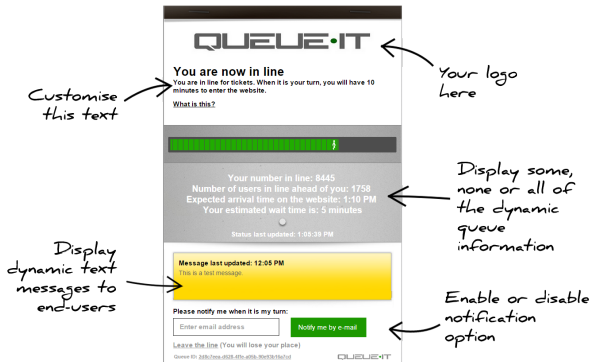 QUEUE·IT
You are now in line
You are in line for tickets. When it is your turn, you will have 10
minutes to enter the website.
What is this?
Your logo
here
Customise
this text
Your number in line: 8445
Number of users in line ahead of you: 1758
Expected arrival time on the website: 1:10 PM
Your estimated wait time is: 5 minutes
Status last updated: 1:05:39 PM
Display some,
none or all of
the dynamic
queue
information
Display
dynamic text
messages to
end-users
Message last updated: 12:05 PM
This is a test message.
Please notify me when it is my turn:
Enter email address
Notify me by e-mail
Enable or disable
notification
option
Leave the line (You will lose your place)
Queue ID:
QUEUE·IT